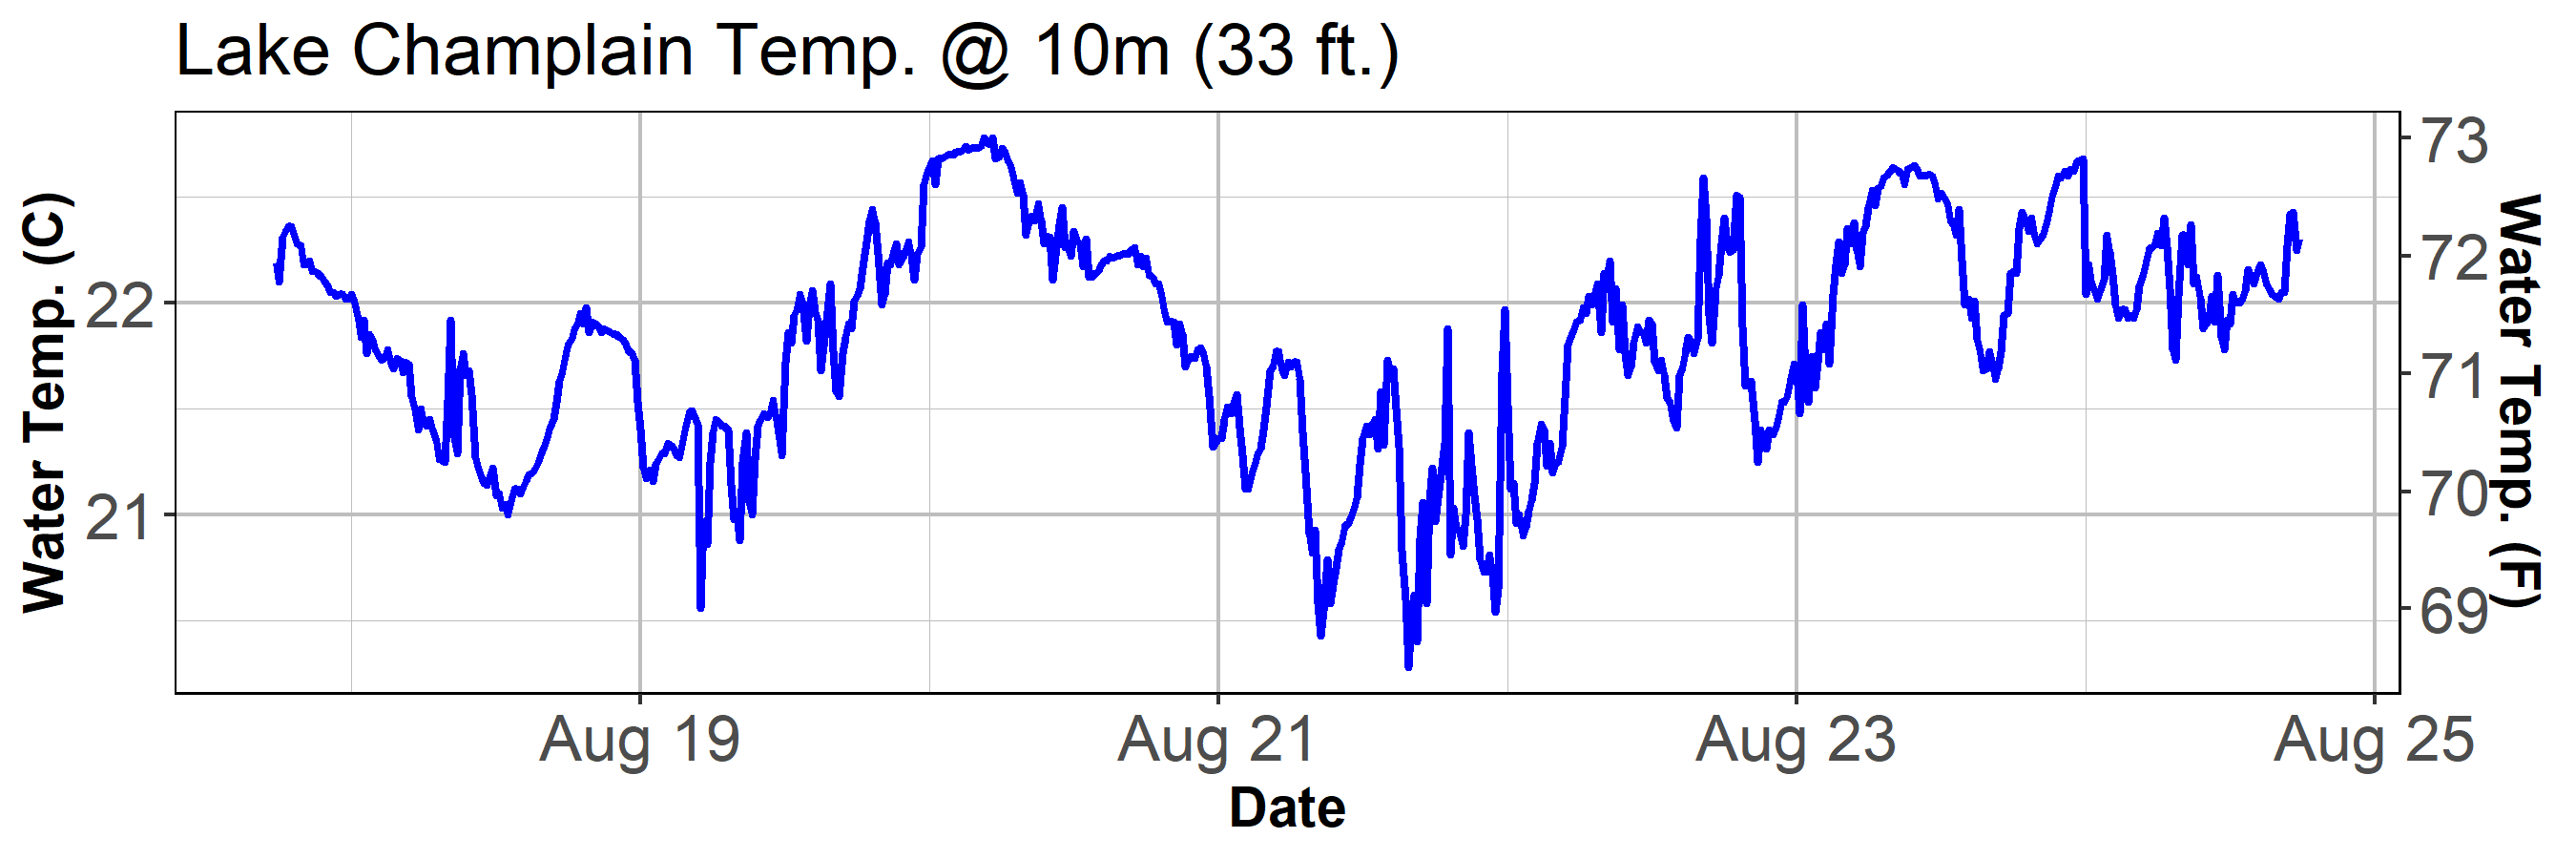 Lake Champlain Temp. @ 10m (33 ft.)
Water Temp. (C)
22
21
73
72
71
70
69
Water Temp. (F)
Aug 19
Aug 21
Aug 23
Aug 25
Date